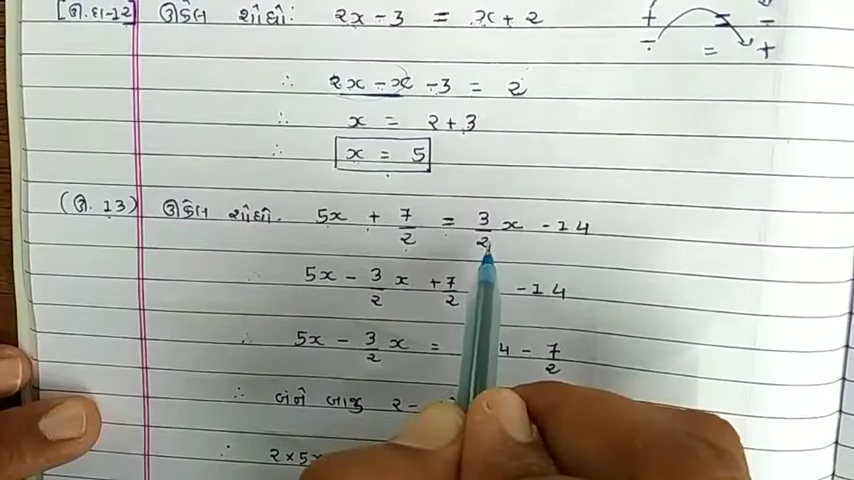 [ઉ.દા-12] ઉકેલ શોધો: 2x - 3 = x + 2
+ -
÷ = +
∴ 2x - x - 3 = 2
∴ x = 2 + 3
∴ x = 5
(ઉ. 13) ઉકેલ શોધો. 5x + 7/2 = 3/2 x - 14
∴ 5x - 3/2 x + 7/2 - 14
∴ 5x - 3/2 x = 4 - 7/2
∴ બંને બાજુ 2 -
∴ 2×5x